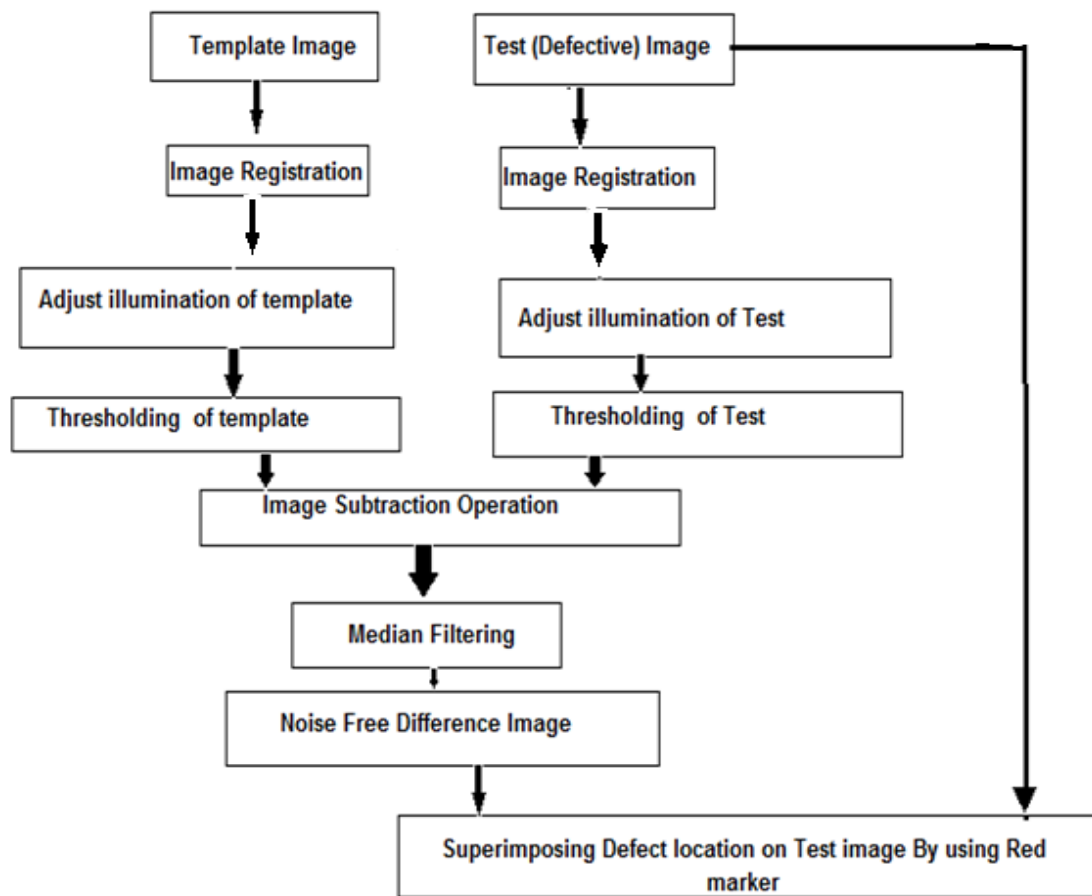 Template Image
Test (Defective) Image
Image Registration
Image Registration
Adjust illumination of template
Adjust illumination of Test
Thresholding of template
Thresholding of Test
Image Subtraction Operation
Median Filtering
Noise Free Difference Image
Superimposing Defect location on Test image By using Red
marker